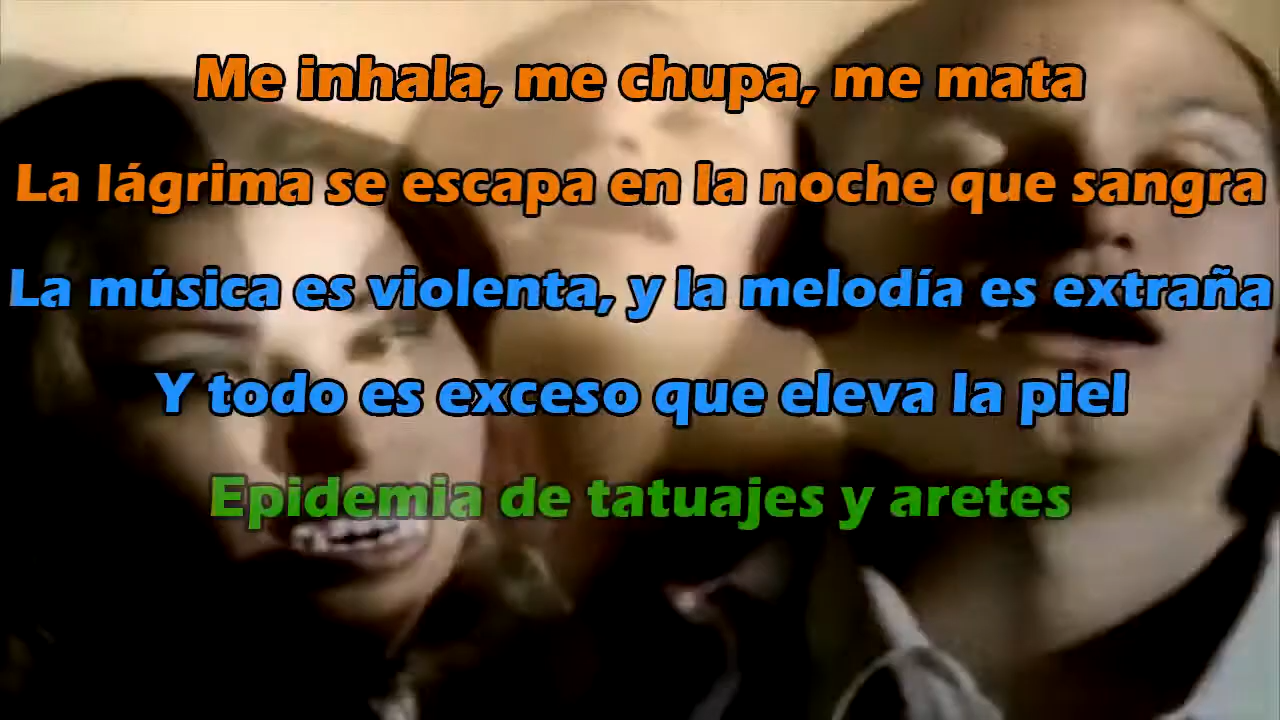 Me inhala, me chupa, me mata
La lágrima se escapa en la noche que sangra
La música es violenta, y la melodía es extraña
Y todo es exceso que eleva la piel
Epidemia de tatuajes y aretes